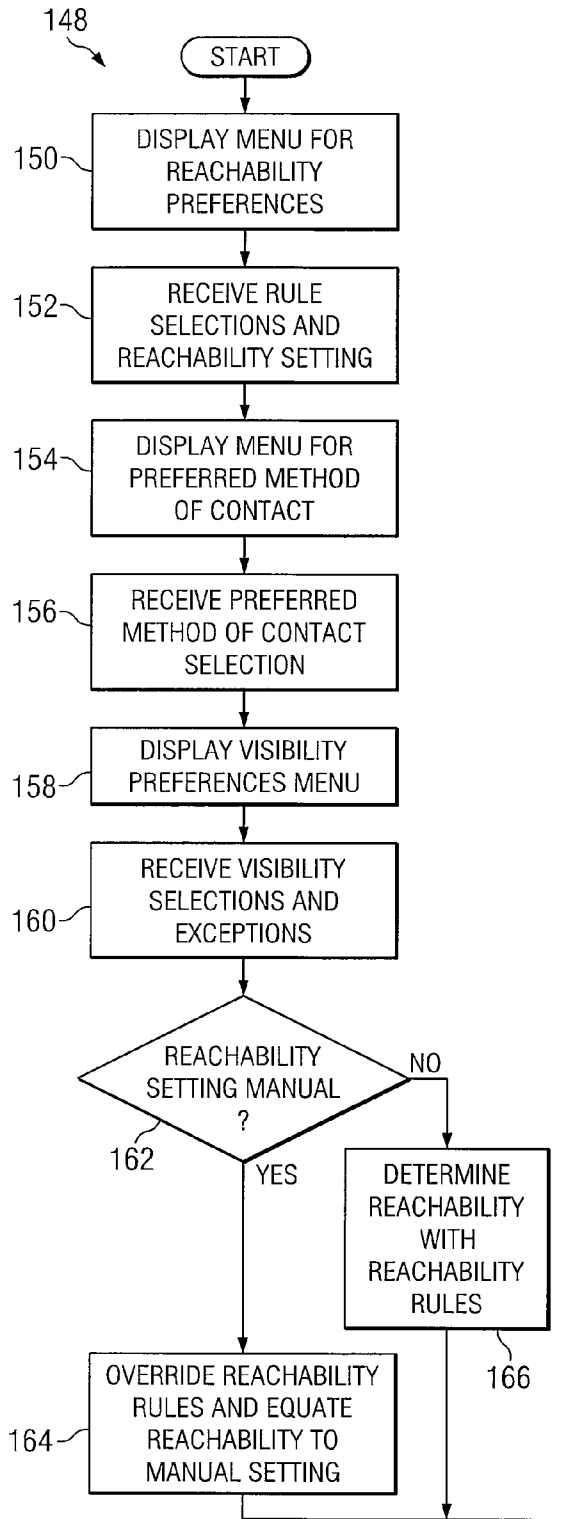 148
START
150
DISPLAY MENU FOR
REACHABILITY
PREFERENCES
152
RECEIVE RULE
SELECTIONS AND
REACHABILITY SETTING
154
DISPLAY MENU FOR
PREFERRED METHOD
OF CONTACT
156
RECEIVE PREFERRED
METHOD OF CONTACT
SELECTION
158
DISPLAY VISIBILITY
PREFERENCES MENU
160
RECEIVE VISIBILITY
SELECTIONS AND
EXCEPTIONS
REACHABILITY
SETTING MANUAL
?
162
NO
YES
DETERMINE
REACHABILITY
WITH
REACHABILITY
RULES
166
164
OVERRIDE REACHABILITY
RULES AND EQUATE
REACHABILITY TO
MANUAL SETTING